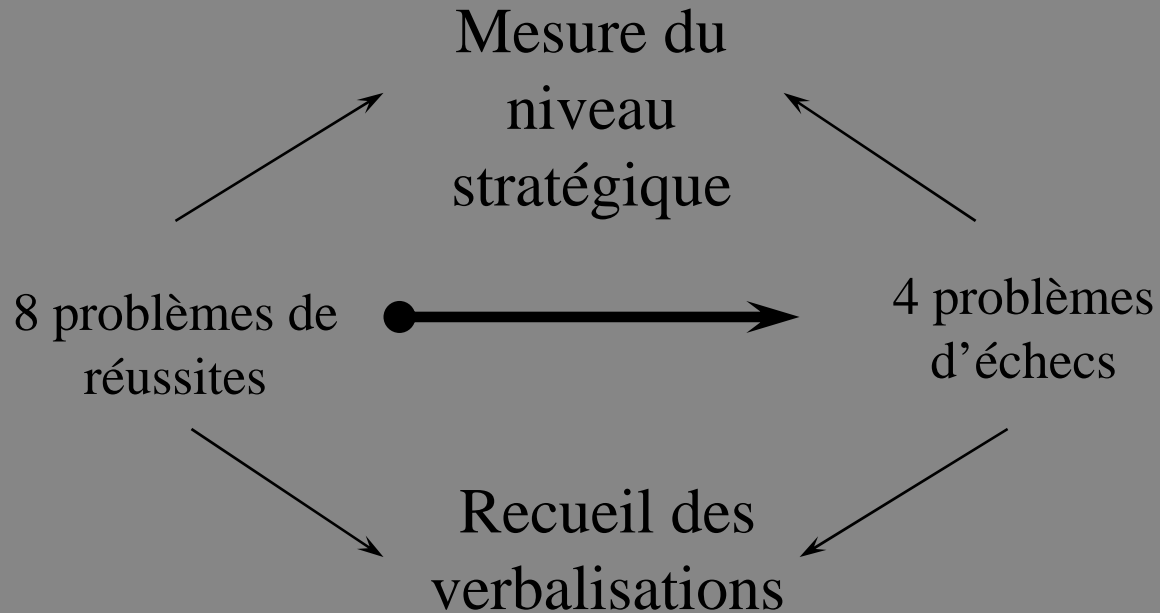 Mesure du
niveau
stratégique
8 problèmes de
réussites
4 problèmes
d’échecs
Recueil des
verbalisations